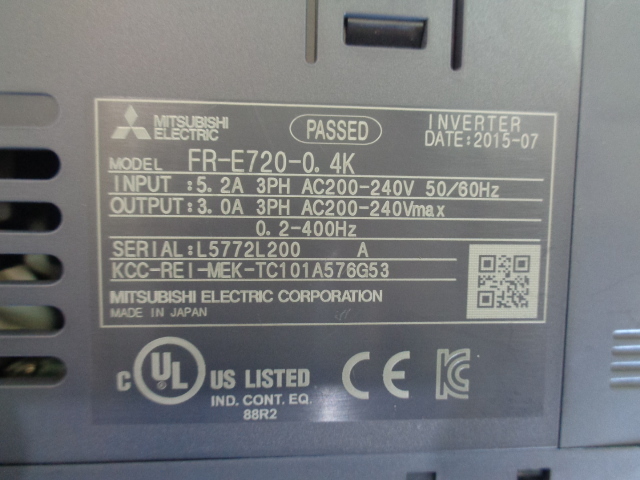 MITSUBISHI ELECTRIC
PASSED
INVERTER
DATE:2015-07
MODEL FR-E720-0.4K
INPUT :5.2A 3PH AC200-240V 50/60Hz
OUTPUT:3.0A 3PH AC200-240Vmax
0.2-400Hz
SERIAL:L5772L200 A
KCC-REI-MEK-TC101A576G53
MITSUBISHI ELECTRIC CORPORATION
MADE IN JAPAN
C UL US LISTED
IND. CONT. EQ.
88R2
CE